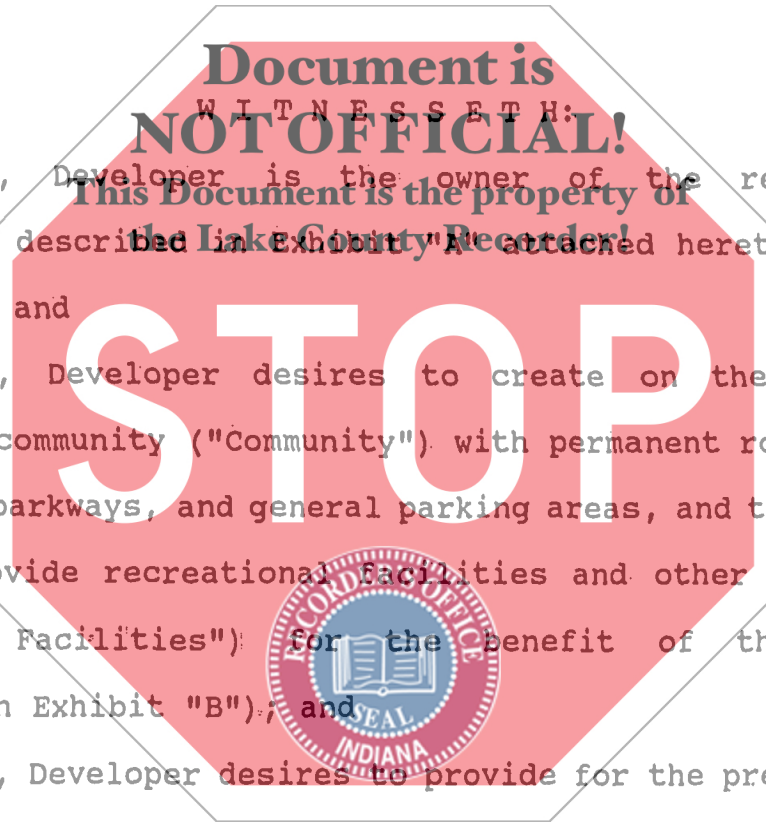 Document is
W I T N E S S E T H:
NOT OFFICIAL!
, Developer is the owner of the re
This Document is the property of
described in Exhibit "A" attached heret
the Lake County Recorder!
and
STOP
, Developer desires to create on the
community ("Community") with permanent ro
parkways, and general parking areas, and t
vide recreational facilities and other
Facilities") for the benefit of th
RECORDER'S OFFICE
n Exhibit "B"); and
SEAL
INDIANA
, Developer desires to provide for the pre